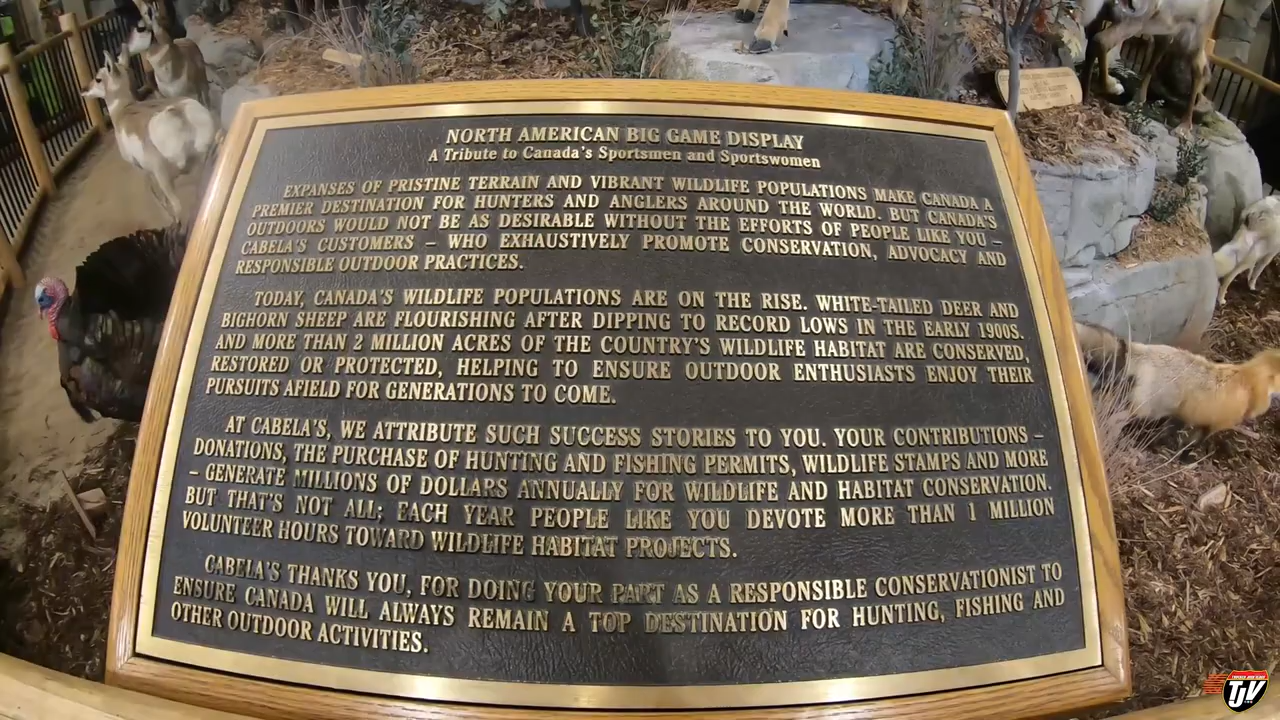 NORTH AMERICAN BIG GAME DISPLAY
A Tribute to Canada's Sportsmen and Sportswomen
EXPANSES OF PRISTINE TERRAIN AND VIBRANT WILDLIFE POPULATIONS MAKE CANADA A
PREMIER DESTINATION FOR HUNTERS AND ANGLERS AROUND THE WORLD. BUT CANADA'S
OUTDOORS WOULD NOT BE AS DESIRABLE WITHOUT THE EFFORTS OF PEOPLE LIKE YOU –
CABELA'S CUSTOMERS – WHO EXHAUSTIVELY PROMOTE CONSERVATION, ADVOCACY AND
RESPONSIBLE OUTDOOR PRACTICES.
TODAY, CANADA'S WILDLIFE POPULATIONS ARE ON THE RISE. WHITE-TAILED DEER AND
BIGHORN SHEEP ARE FLOURISHING AFTER DIPPING TO RECORD LOWS IN THE EARLY 1900S.
AND MORE THAN 2 MILLION ACRES OF THE COUNTRY'S WILDLIFE HABITAT ARE CONSERVED,
RESTORED OR PROTECTED, HELPING TO ENSURE OUTDOOR ENTHUSIASTS ENJOY THEIR
PURSUITS AFIELD FOR GENERATIONS TO COME.
AT CABELA'S, WE ATTRIBUTE SUCH SUCCESS STORIES TO YOU. YOUR CONTRIBUTIONS –
DONATIONS, THE PURCHASE OF HUNTING AND FISHING PERMITS, WILDLIFE STAMPS AND MORE
– GENERATE MILLIONS OF DOLLARS ANNUALLY FOR WILDLIFE AND HABITAT CONSERVATION.
BUT THAT'S NOT ALL; EACH YEAR PEOPLE LIKE YOU DEVOTE MORE THAN 1 MILLION
VOLUNTEER HOURS TOWARD WILDLIFE HABITAT PROJECTS.
CABELA'S THANKS YOU, FOR DOING YOUR PART AS A RESPONSIBLE CONSERVATIONIST TO
ENSURE CANADA WILL ALWAYS REMAIN A TOP DESTINATION FOR HUNTING, FISHING AND
OTHER OUTDOOR ACTIVITIES.
TJV